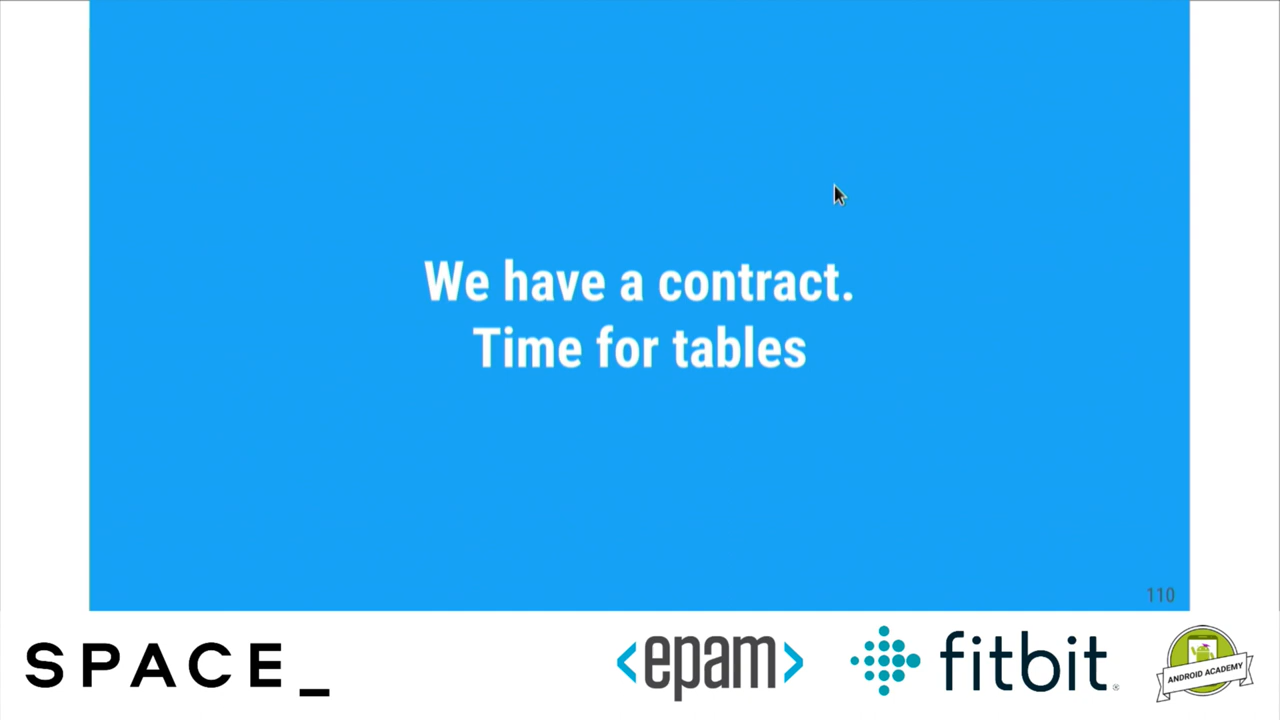 We have a contract.
Time for tables
110
SPACE_
<epam>
fitbit®
ANDROID ACADEMY